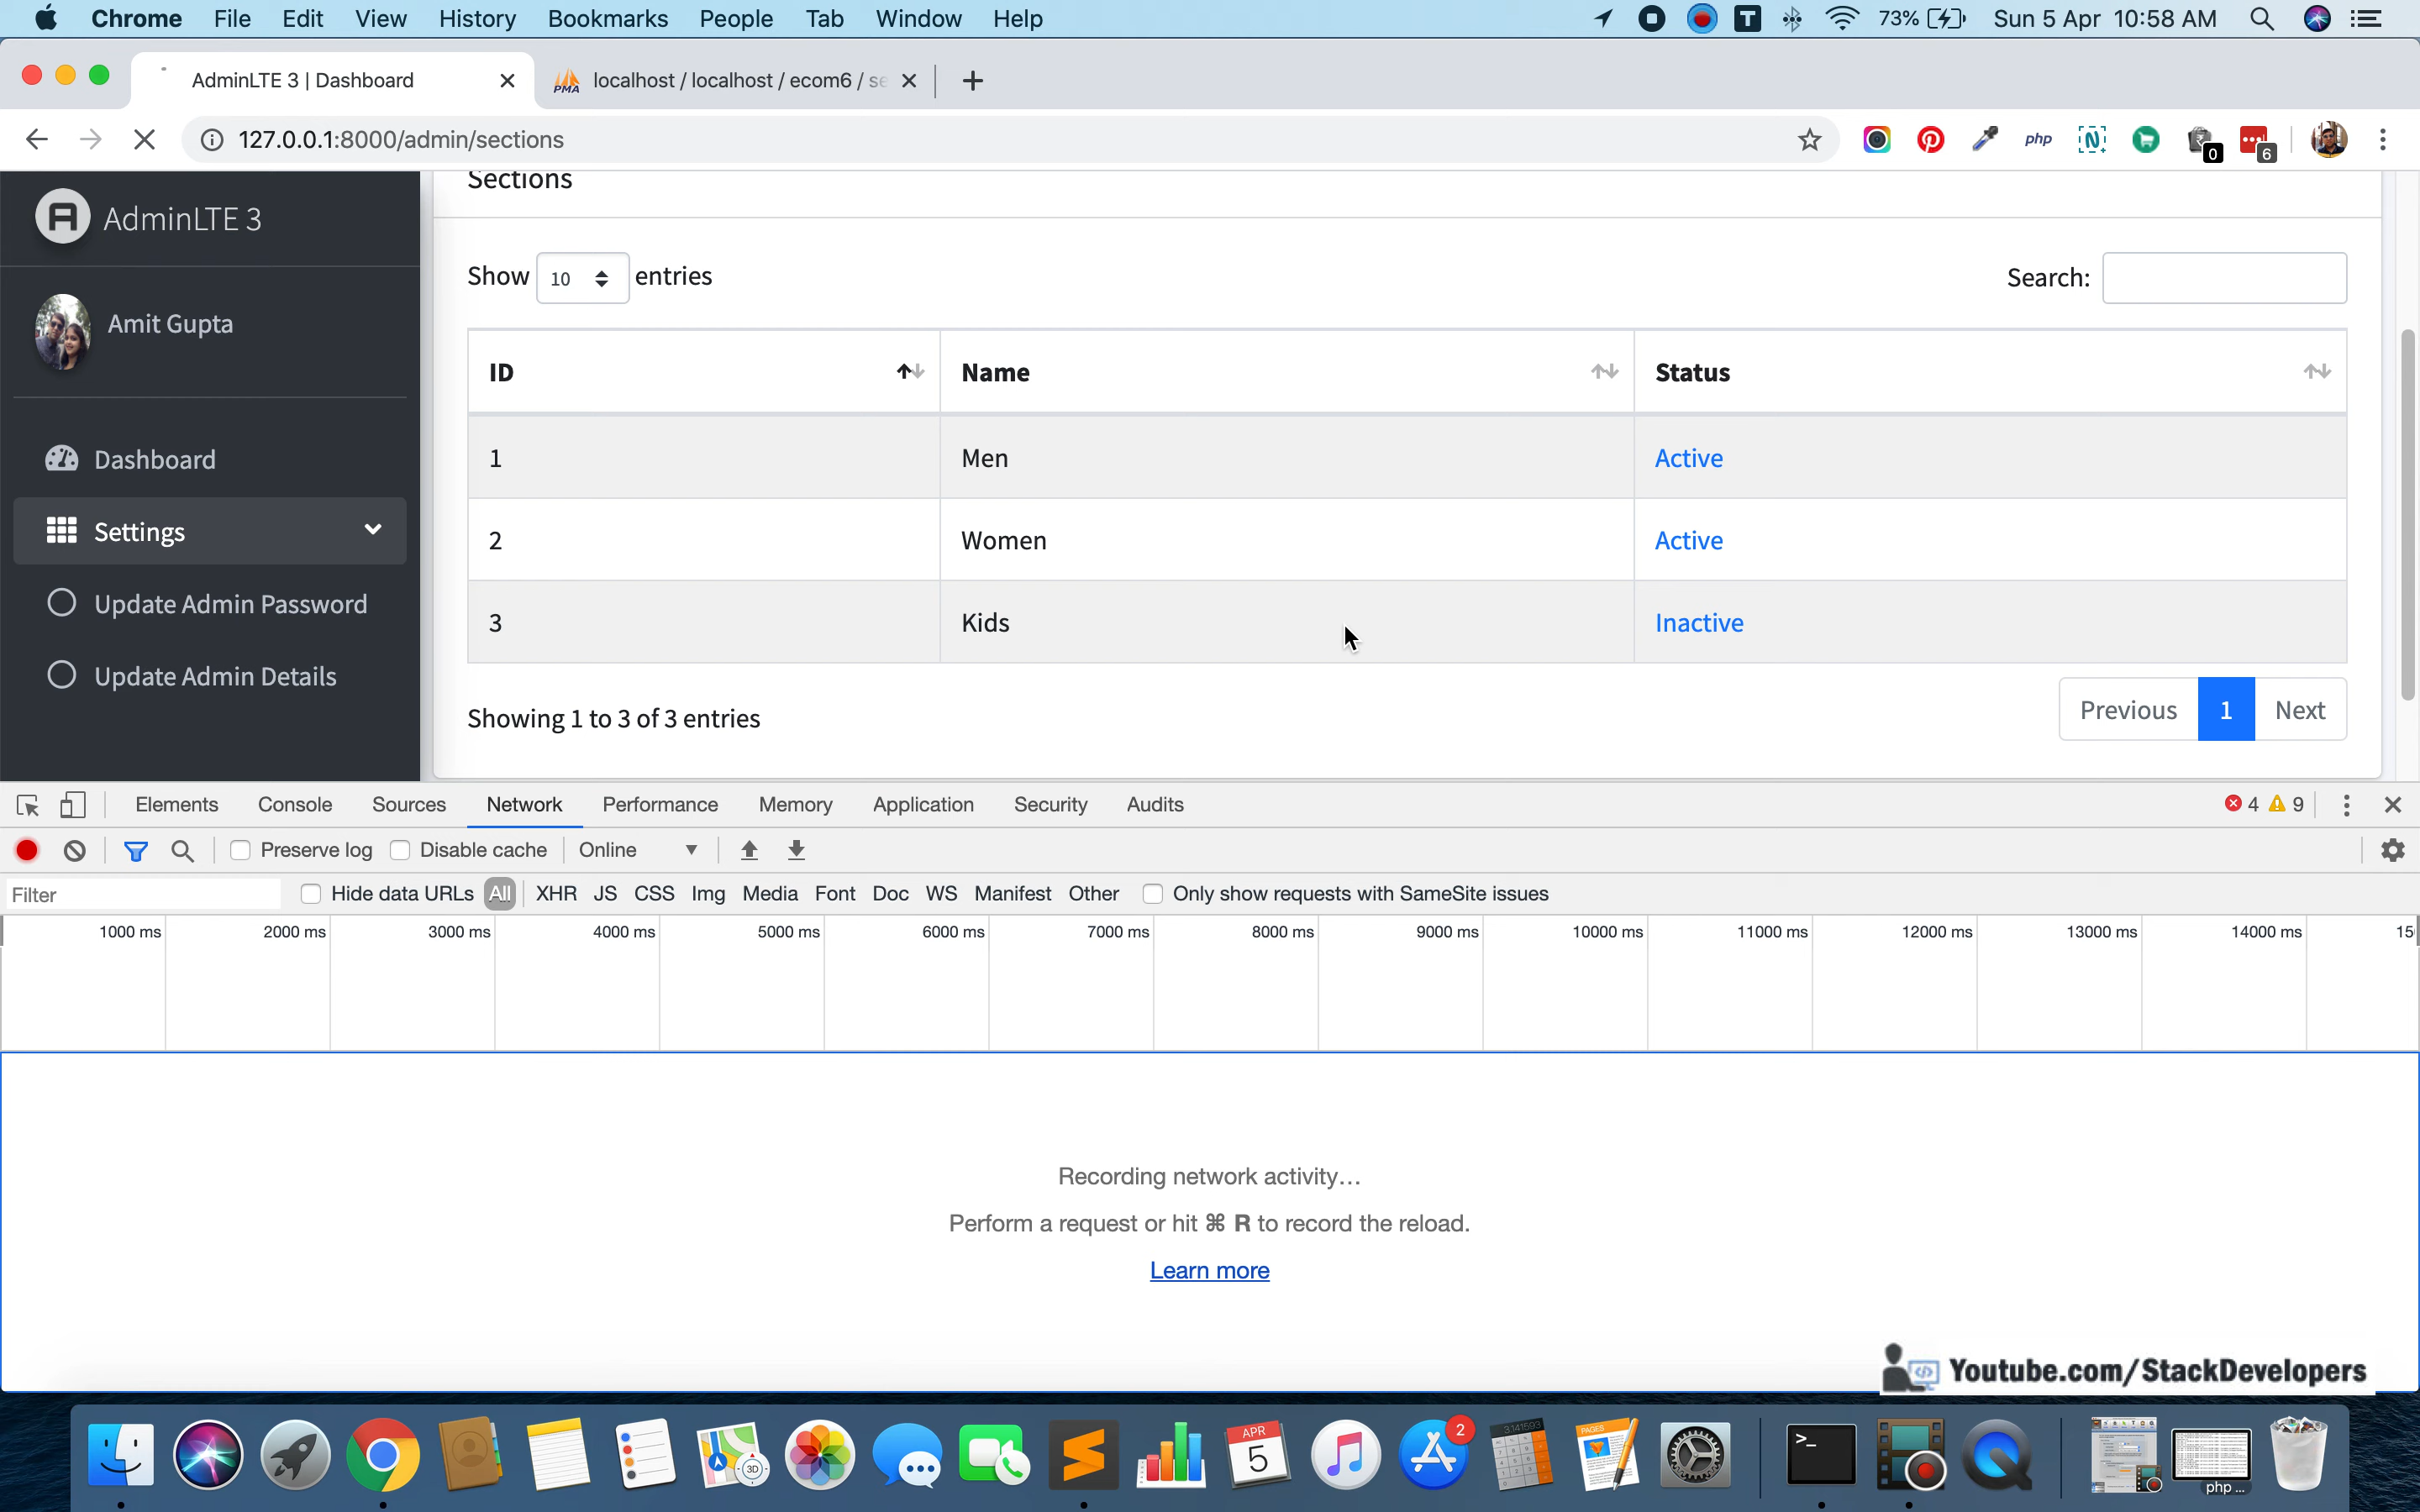 Chrome File Edit View History Bookmarks People Tab Window Help 73% Sun 5 Apr 10:58 AM
AdminLTE 3 | Dashboard localhost / localhost / ecom6 / se
127.0.0.1:8000/admin/sections php 0 6
AdminLTE 3
Amit Gupta
Dashboard
Settings
Update Admin Password
Update Admin Details
Sections
Show 10 entries Search:
ID Name Status
1 Men Active
2 Women Active
3 Kids Inactive
Showing 1 to 3 of 3 entries
Previous 1 Next
Elements Console Sources Network Performance Memory Application Security Audits 4 9
Preserve log Disable cache Online
Filter Hide data URLs All XHR JS CSS Img Media Font Doc WS Manifest Other Only show requests with SameSite issues
1000 ms 2000 ms 3000 ms 4000 ms 5000 ms 6000 ms 7000 ms 8000 ms 9000 ms 10000 ms 11000 ms 12000 ms 13000 ms 14000 ms 15
Recording network activity…
Perform a request or hit ⌘ R to record the reload.
Learn more
Youtube.com/StackDevelopers
APR
5
2
PAGES
3D
php ...